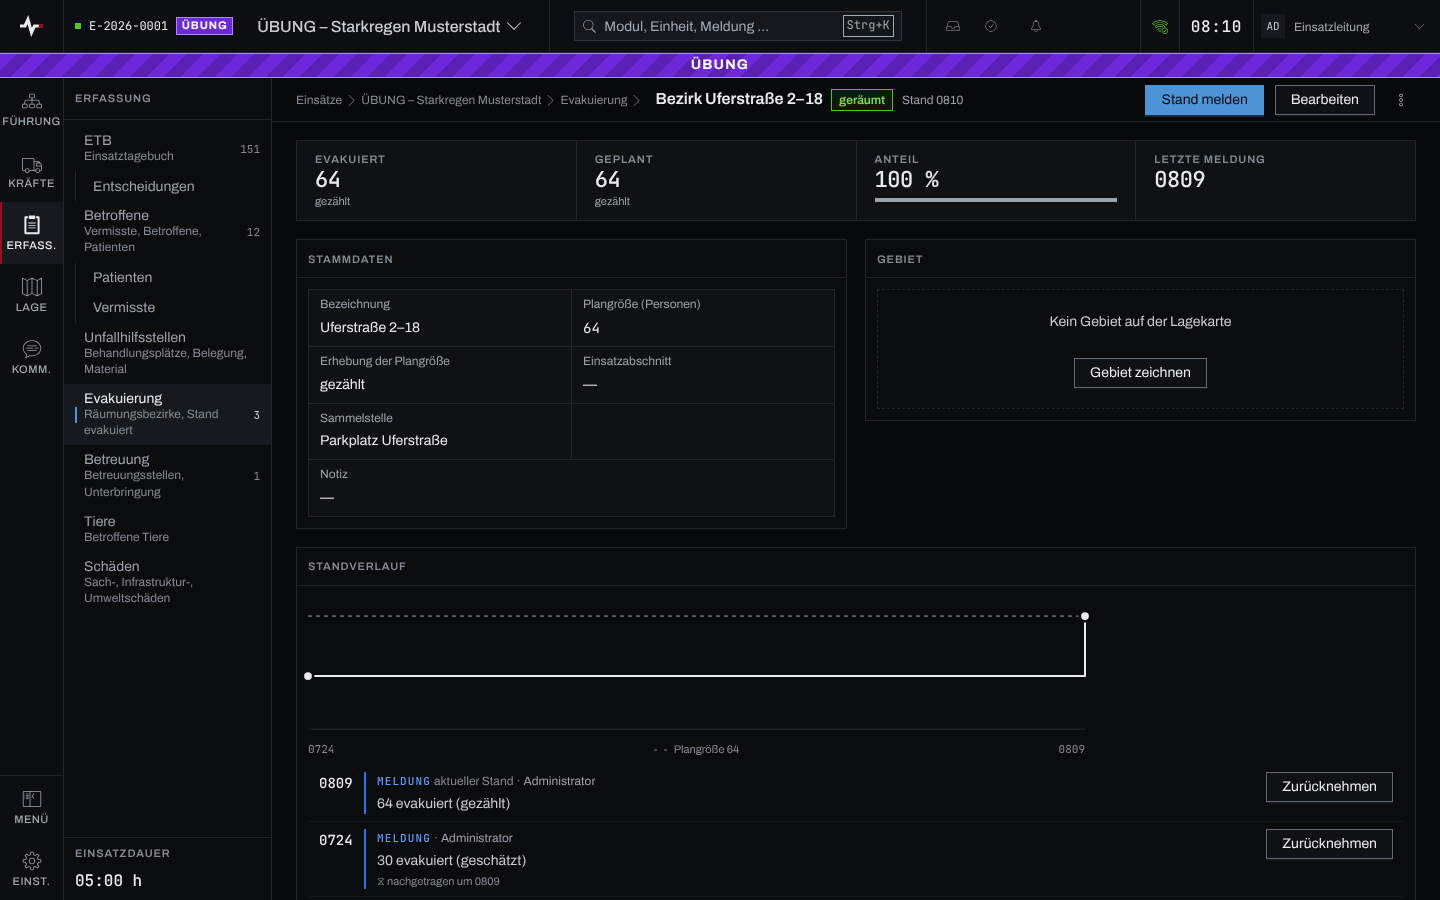 E-2026-0001 ÜBUNG ÜBUNG – Starkregen Musterstadt
Modul, Einheit, Meldung ... Strg+K
08:10 AD Einsatzleitung
ÜBUNG
FÜHRUNG
KRÄFTE
ERFASS.
LAGE
KOMM.
MENÜ
EINST.
ERFASSUNG
ETB
Einsatztagebuch
151
Entscheidungen
Betroffene
Vermisste, Betroffene,
Patienten
12
Patienten
Vermisste
Unfallhilfsstellen
Behandlungsplätze, Belegung,
Material
Evakuierung
Räumungsbezirke, Stand
evakuiert
3
Betreuung
Betreuungsstellen,
Unterbringung
1
Tiere
Betroffene Tiere
Schäden
Sach-, Infrastruktur-,
Umweltschäden
EINSATZDAUER
05:00 h
Einsätze ÜBUNG – Starkregen Musterstadt Evakuierung Bezirk Uferstraße 2–18 geräumt Stand 0810
Stand melden Bearbeiten
EVAKUIERT
64
gezählt
GEPLANT
64
gezählt
ANTEIL
100 %
LETZTE MELDUNG
0809
STAMMDATEN
Bezeichnung
Uferstraße 2–18
Plangröße (Personen)
64
Erhebung der Plangröße
gezählt
Einsatzabschnitt
—
Sammelstelle
Parkplatz Uferstraße
Notiz
—
GEBIET
Kein Gebiet auf der Lagekarte
Gebiet zeichnen
STANDVERLAUF
0724 - - Plangröße 64 0809
0809 MELDUNG aktueller Stand · Administrator
64 evakuiert (gezählt)
Zurücknehmen
0724 MELDUNG · Administrator
30 evakuiert (geschätzt)
⧖ nachgetragen um 0809
Zurücknehmen